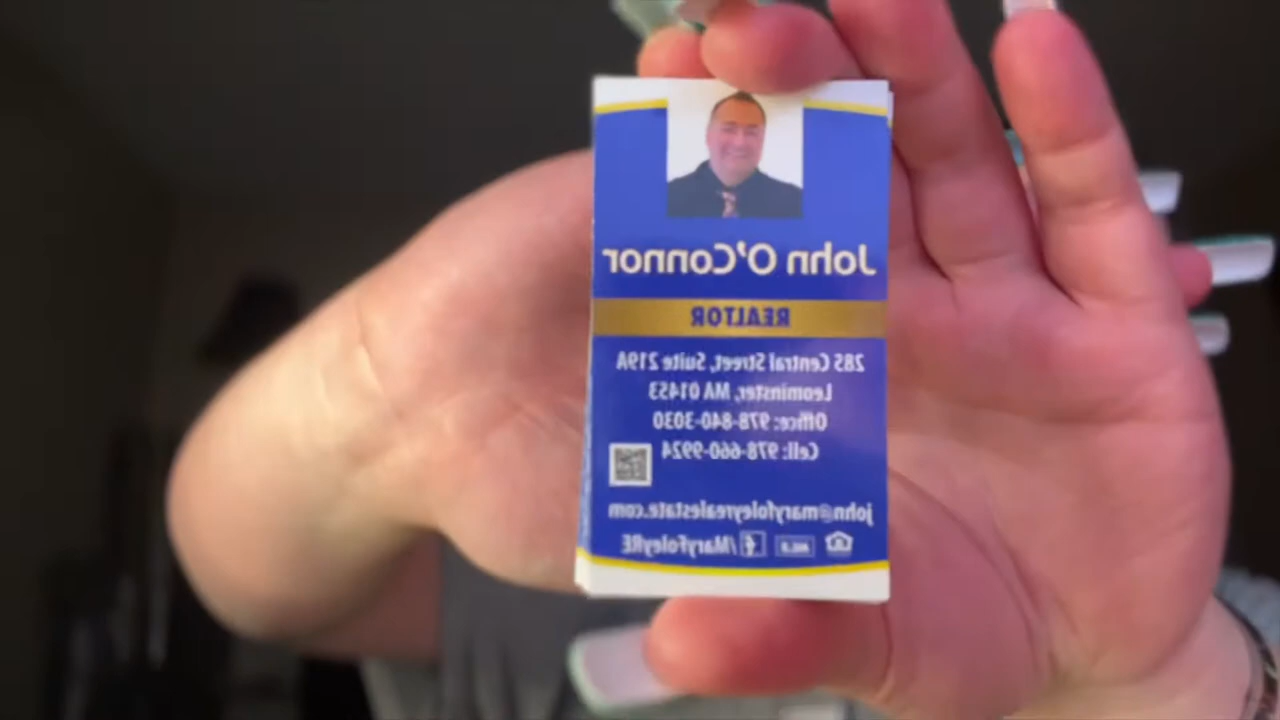 John O'Connor
REALTOR
285 Central Street, Suite 219A
Leominster, MA 01453
Office: 978-840-3030
Cell: 978-660-9924
john@maryfoleyrealestate.com
MLS /MaryFoleyRE